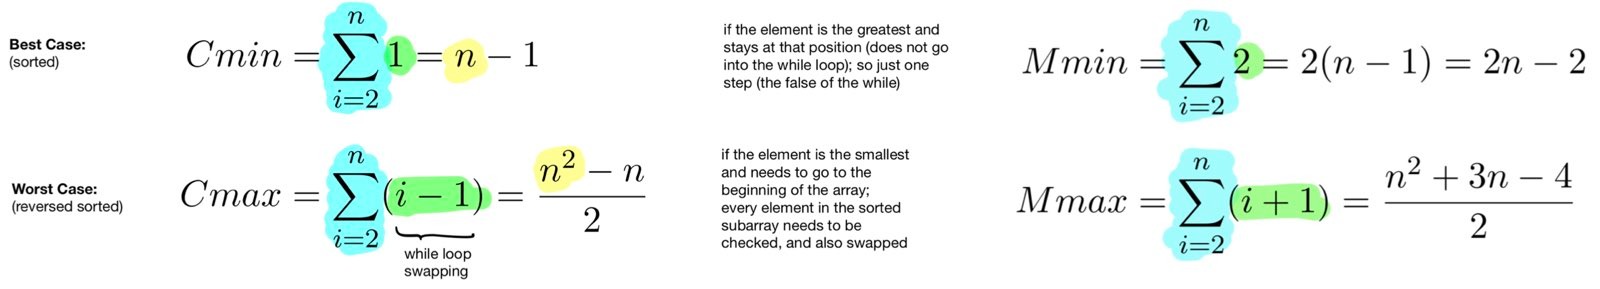 Best Case:
(sorted)
Cmin = \sum_{i=2}^{n} 1 = n − 1
if the element is the greatest and
stays at that position (does not go
into the while loop); so just one
step (the false of the while)
Mmin = \sum_{i=2}^{n} 2 = 2(n − 1) = 2n − 2
Worst Case:
(reversed sorted)
Cmax = \sum_{i=2}^{n} (i − 1) = \frac{n^2 − n}{2}
while loop
swapping
if the element is the smallest
and needs to go to the
beginning of the array;
every element in the sorted
subarray needs to be
checked, and also swapped
Mmax = \sum_{i=2}^{n} (i + 1) = \frac{n^2 + 3n − 4}{2}